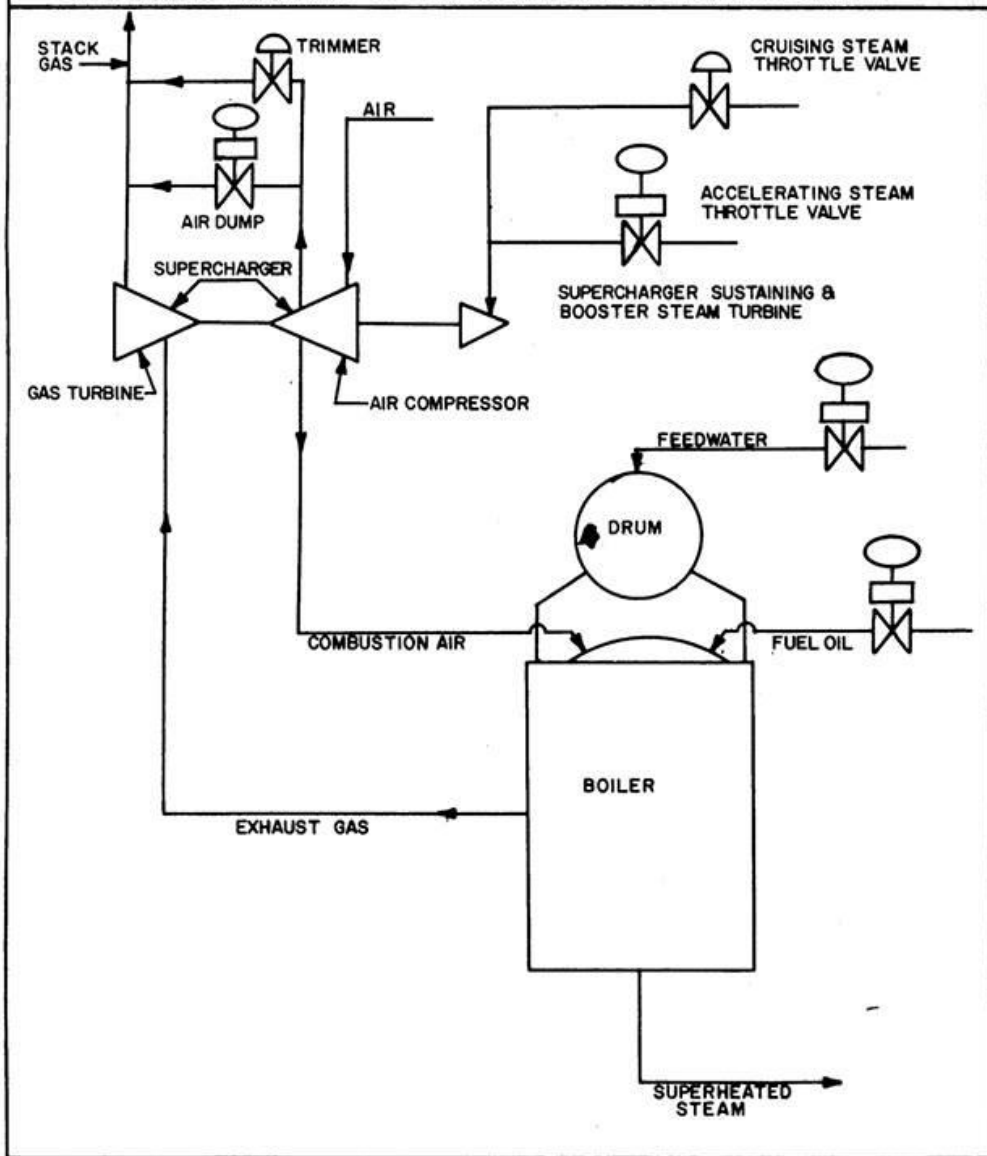 STACK
GAS
TRIMMER
CRUISING STEAM
THROTTLE VALVE
AIR
ACCELERATING STEAM
THROTTLE VALVE
AIR DUMP
SUPERCHARGER
SUPERCHARGER SUSTAINING &
BOOSTER STEAM TURBINE
GAS TURBINE
AIR COMPRESSOR
FEEDWATER
DRUM
COMBUSTION AIR
FUEL OIL
BOILER
EXHAUST GAS
SUPERHEATED
STEAM